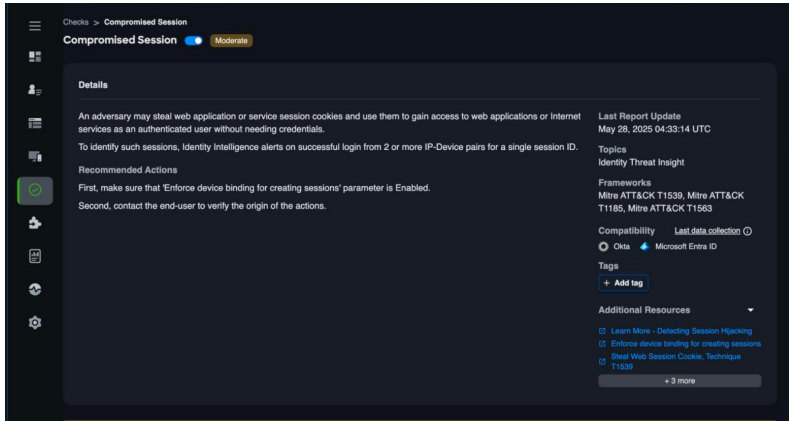 Checks > Compromised Session
Compromised Session Moderate
Details
An adversary may steal web application or service session cookies and use them to gain access to web applications or Internet
services as an authenticated user without needing credentials.
To identify such sessions, Identity Intelligence alerts on successful login from 2 or more IP-Device pairs for a single session ID.
Recommended Actions
First, make sure that 'Enforce device binding for creating sessions' parameter is Enabled.
Second, contact the end-user to verify the origin of the actions.
Last Report Update
May 28, 2025 04:33:14 UTC
Topics
Identity Threat Insight
Frameworks
Mitre ATT&CK T1539, Mitre ATT&CK
T1185, Mitre ATT&CK T1563
Compatibility Last data collection
Okta Microsoft Entra ID
Tags
+ Add tag
Additional Resources
Learn More - Detecting Session Hijacking
Enforce device binding for creating sessions
Steal Web Session Cookie, Technique
T1539
+ 3 more